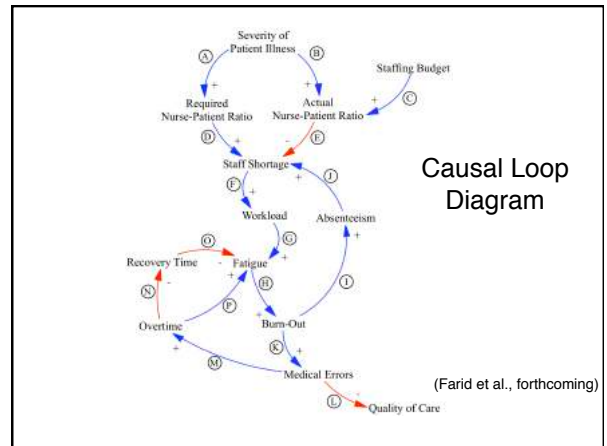 Severity of
Patient Illness
A
B
Staffing Budget
+
+
+
C
Required
Nurse-Patient Ratio
Actual
Nurse-Patient Ratio
D
+
-
E
Staff Shortage
+
J
Causal Loop
Diagram
F
+
Workload
Absenteeism
+
G
O
Recovery Time
-
+
Fatigue
+
N
-
H
I
P
+
Overtime
Burn-Out
+
K
+
M
Medical Errors
L
-
(Farid et al., forthcoming)
Quality of Care